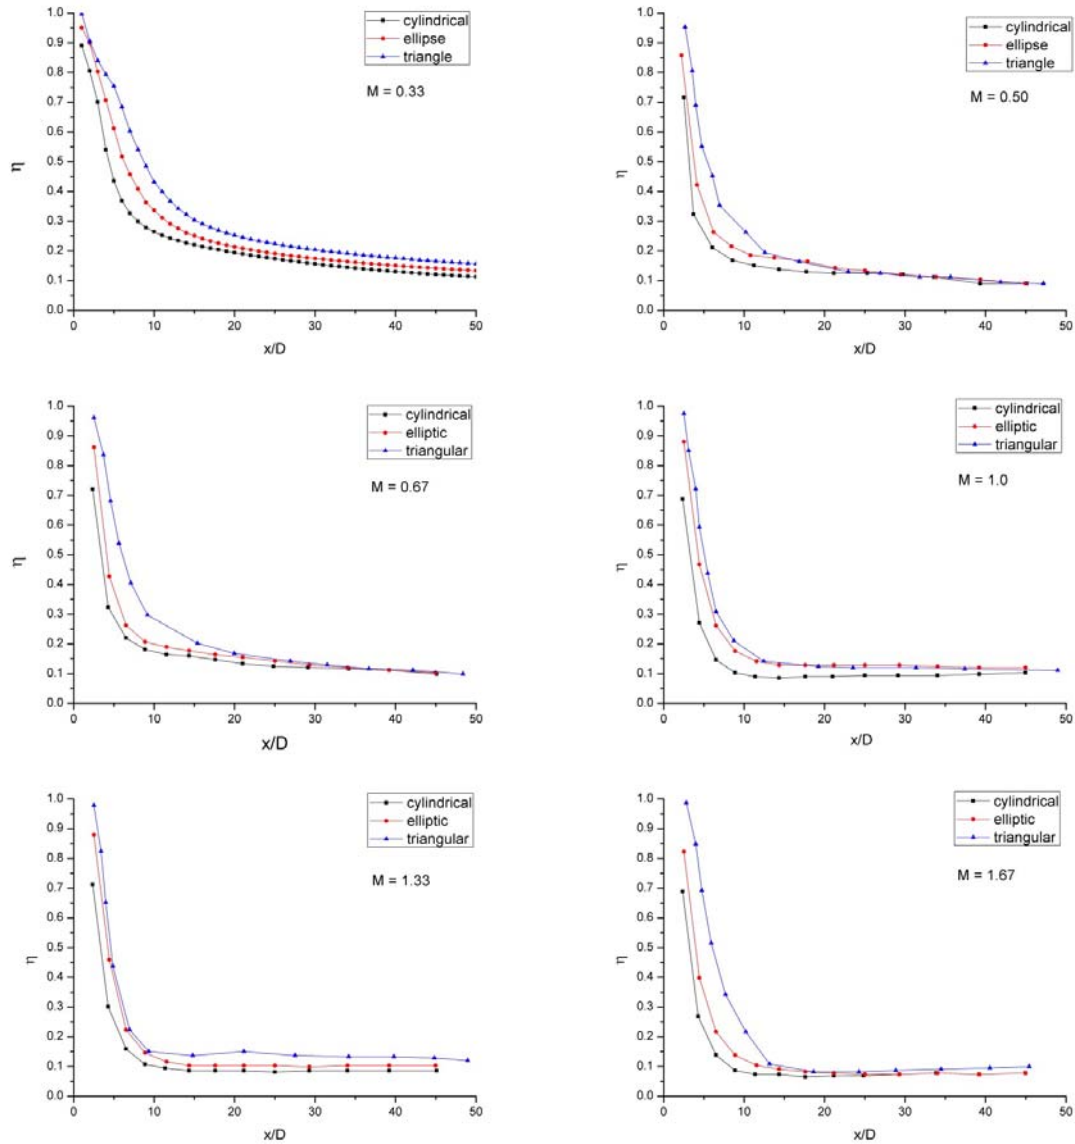 1.0
0.9
0.8
0.7
0.6
0.5
0.4
0.3
0.2
0.1
0.0
η
0 10 20 30 40 50
x/D
cylindrical
ellipse
triangle
M = 0.33
1.0
0.9
0.8
0.7
0.6
0.5
0.4
0.3
0.2
0.1
0.0
η
0 10 20 30 40 50
x/D
cylindrical
ellipse
triangle
M = 0.50
1.0
0.9
0.8
0.7
0.6
0.5
0.4
0.3
0.2
0.1
0.0
η
0 10 20 30 40 50
x/D
cylindrical
elliptic
triangular
M = 0.67
1.0
0.9
0.8
0.7
0.6
0.5
0.4
0.3
0.2
0.1
0.0
η
0 10 20 30 40 50
x/D
cylindrical
elliptic
triangular
M = 1.0
1.0
0.9
0.8
0.7
0.6
0.5
0.4
0.3
0.2
0.1
0.0
η
0 10 20 30 40 50
x/D
cylindrical
elliptic
triangular
M = 1.33
1.0
0.9
0.8
0.7
0.6
0.5
0.4
0.3
0.2
0.1
0.0
η
0 10 20 30 40 50
x/D
cylindrical
elliptic
triangular
M = 1.67